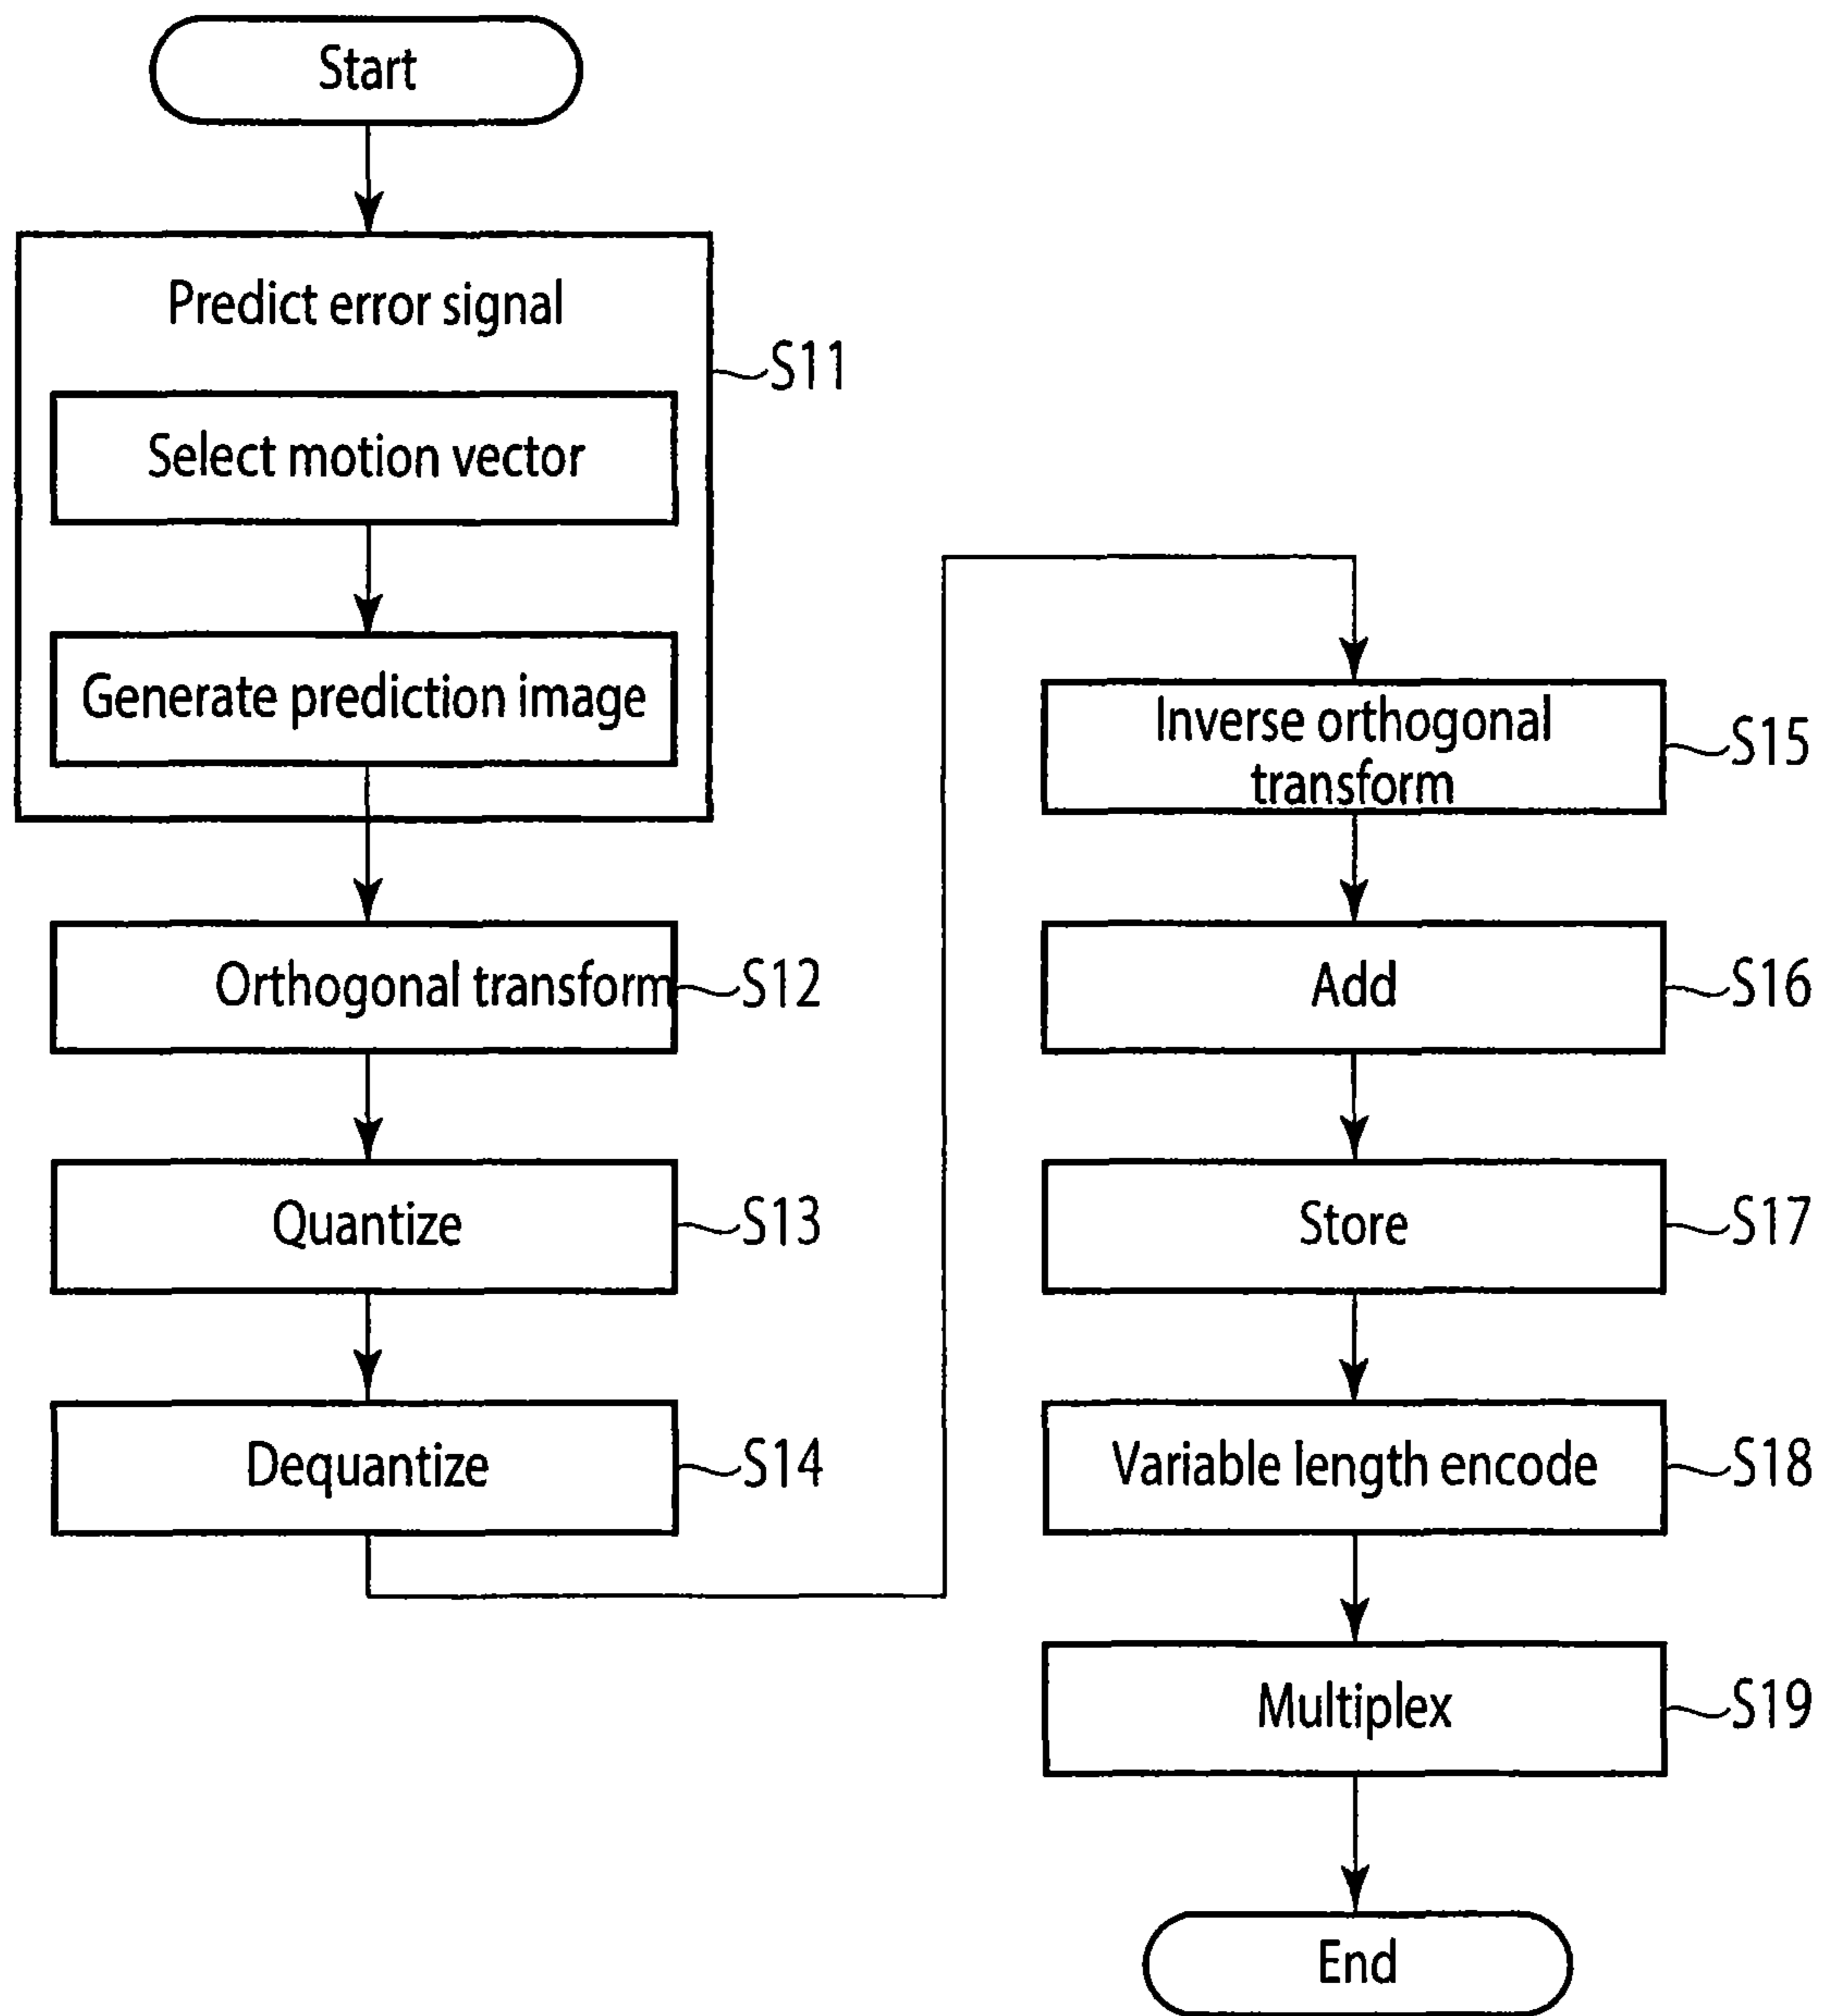 Start
Predict error signal
S11
Select motion vector
Generate prediction image
Orthogonal transform
S12
Quantize
S13
Dequantize
S14
Inverse orthogonal
transform
S15
Add
S16
Store
S17
Variable length encode
S18
Multiplex
S19
End